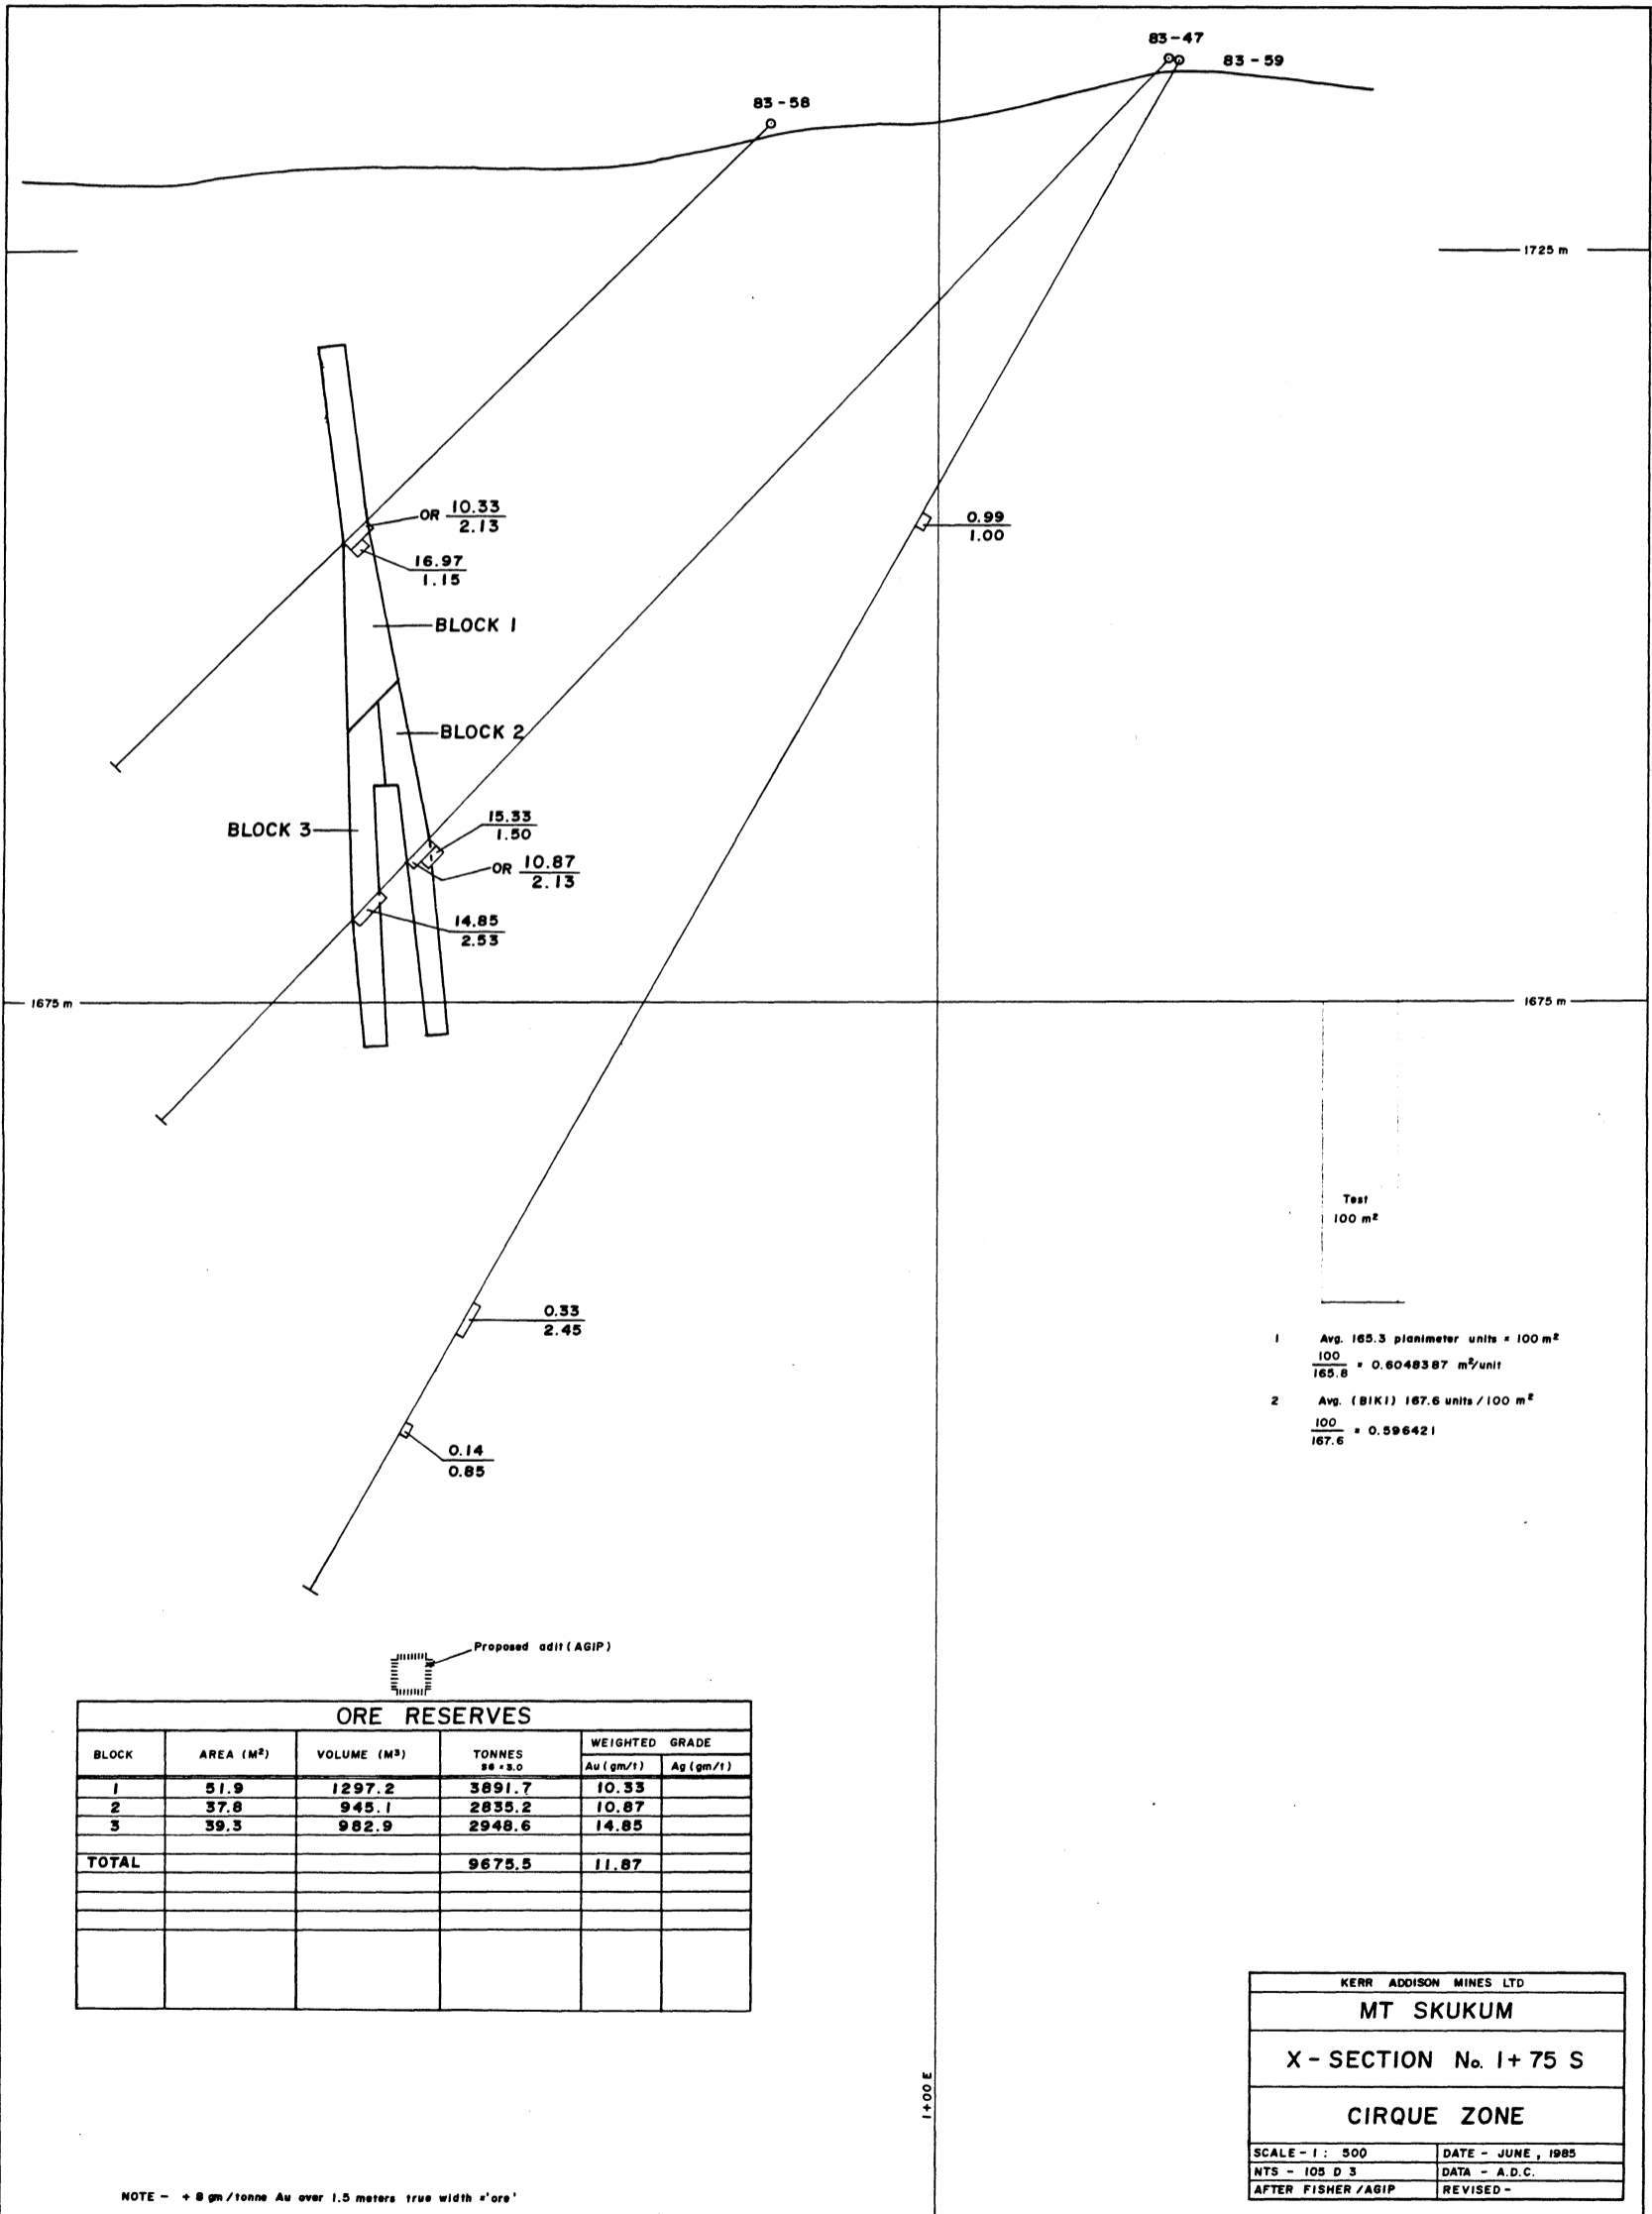 83-47
83-59
83-58
1725 m
OR 10.33
2.13
16.97
1.15
0.99
1.00
BLOCK 1
BLOCK 2
BLOCK 3
15.33
1.50
OR 10.87
2.13
14.85
2.53
1675 m
1675 m
Test
100 m²
0.33
2.45
0.14
0.85
1 Avg. 165.3 planimeter units = 100 m²
100
165.8 = 0.6048387 m²/unit
2 Avg. (B1K1) 167.6 units / 100 m²
100
167.6 = 0.596421
Proposed adit (AGIP)
ORE RESERVES
BLOCK AREA (M²) VOLUME (M³) TONNES WEIGHTED GRADE
SG = 3.0 Au (gm/t) Ag (gm/t)
1 51.9 1297.2 3891.7 10.33
2 37.8 945.1 2835.2 10.87
3 39.3 982.9 2948.6 14.85
TOTAL 9675.5 11.87
1+00 E
KERR ADDISON MINES LTD
MT SKUKUM
X - SECTION No. 1+ 75 S
CIRQUE ZONE
SCALE - 1 : 500 DATE - JUNE, 1985
NTS - 105 D 3 DATA - A.D.C.
AFTER FISHER / AGIP REVISED -
NOTE - + 8 gm/tonne Au over 1.5 meters true width ='ore'